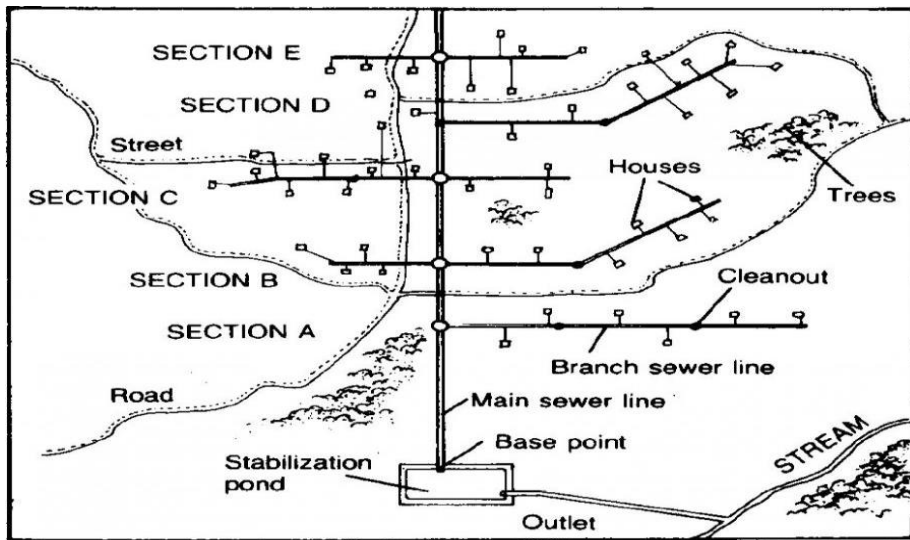 SECTION E
SECTION D
Street
Houses
SECTION C
Trees
SECTION B
Cleanout
SECTION A
Branch sewer line
Road
Main sewer line
Base point
Stabilization
pond
STREAM
Outlet